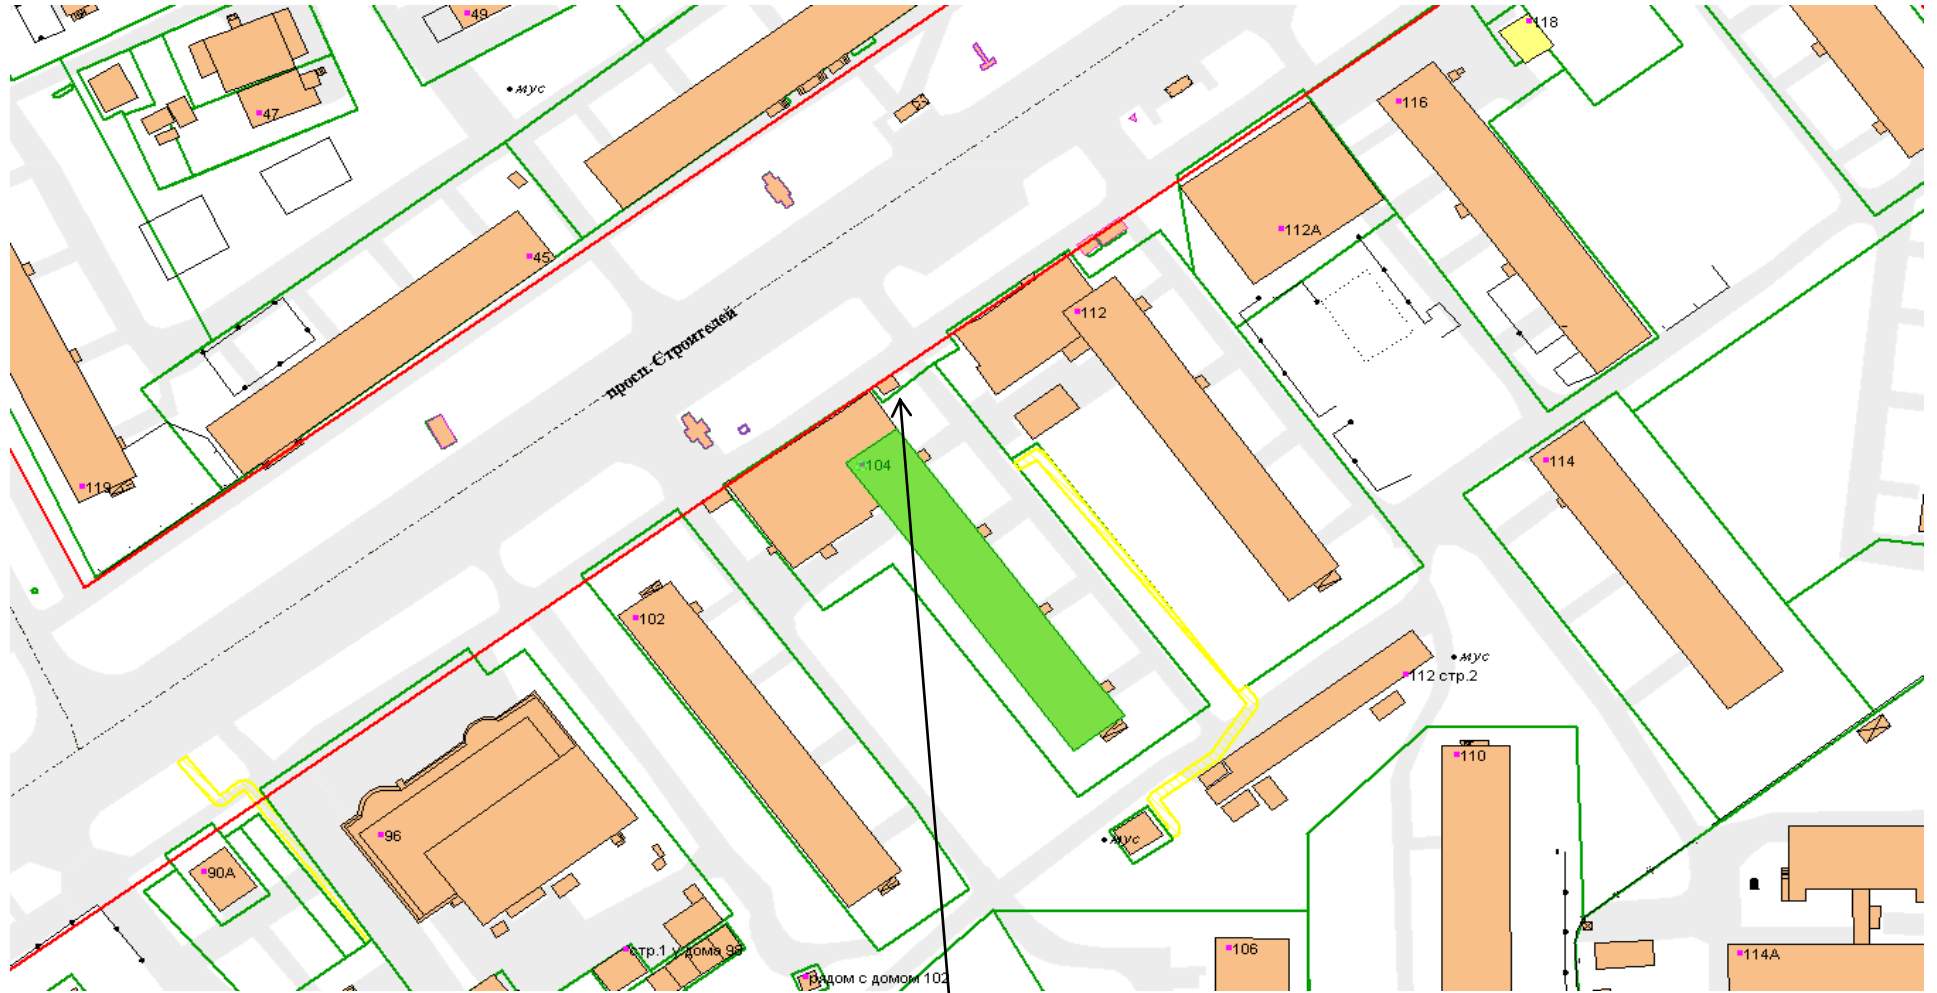 49
118
мус
47
116
112А
45
112
просп. Строителей
104
114
119
102
мус
112 стр.2
110
96
мус
90А
стр.1 у дома 98
106
114А
рядом с домом 102